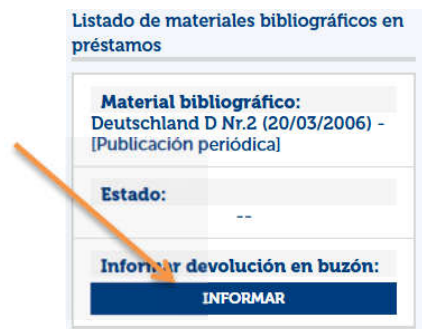 Listado de materiales bibliográficos en
préstamos
Material bibliográfico:
Deutschland D Nr.2 (20/03/2006) -
[Publicación periódica]
Estado:
--
Informar devolución en buzón:
INFORMAR